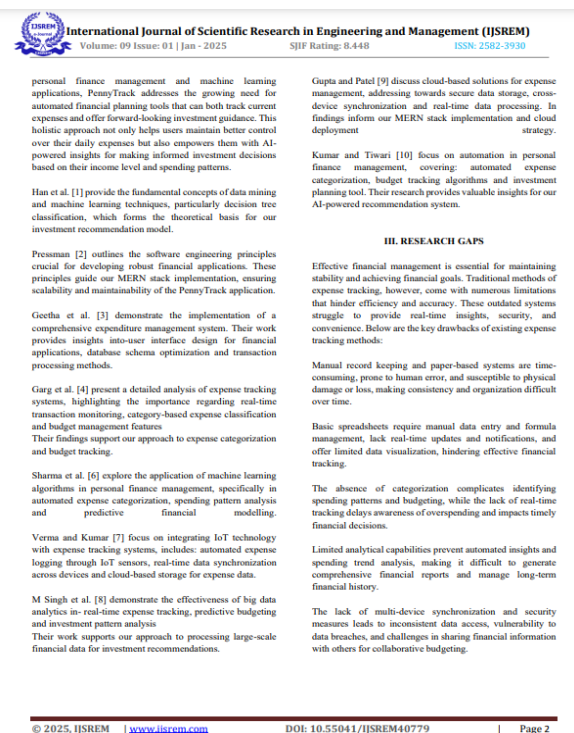 IJSREM
e-Journal
International Journal of Scientific Research in Engineering and Management (IJSREM)
Volume: 09 Issue: 01 | Jan - 2025
SJIF Rating: 8.448
ISSN: 2582-3930
personal finance management and machine learning
applications, PennyTrack addresses the growing need for
automated financial planning tools that can both track current
expenses and offer forward-looking investment guidance. This
holistic approach not only helps users maintain better control
over their daily expenses but also empowers them with AI-
powered insights for making informed investment decisions
based on their income level and spending patterns.
Han et al. [1] provide the fundamental concepts of data mining
and machine learning techniques, particularly decision tree
classification, which forms the theoretical basis for our
investment recommendation model.
Pressman [2] outlines the software engineering principles
crucial for developing robust financial applications. These
principles guide our MERN stack implementation, ensuring
scalability and maintainability of the PennyTrack application.
Geetha et al. [3] demonstrate the implementation of a
comprehensive expenditure management system. Their work
provides insights into-user interface design for financial
applications, database schema optimization and transaction
processing methods.
Garg et al. [4] present a detailed analysis of expense tracking
systems, highlighting the importance regarding real-time
transaction monitoring, category-based expense classification
and budget management features
Their findings support our approach to expense categorization
and budget tracking.
Sharma et al. [6] explore the application of machine learning
algorithms in personal finance management, specifically in
automated expense categorization, spending pattern analysis
and predictive financial modelling.
Verma and Kumar [7] focus on integrating IoT technology
with expense tracking systems, includes: automated expense
logging through IoT sensors, real-time data synchronization
across devices and cloud-based storage for expense data.
M Singh et al. [8] demonstrate the effectiveness of big data
analytics in- real-time expense tracking, predictive budgeting
and investment pattern analysis
Their work supports our approach to processing large-scale
financial data for investment recommendations.
Gupta and Patel [9] discuss cloud-based solutions for expense
management, addressing towards secure data storage, cross-
device synchronization and real-time data processing. In
findings inform our MERN stack implementation and cloud
deployment strategy.
Kumar and Tiwari [10] focus on automation in personal
finance management, covering: automated expense
categorization, budget tracking algorithms and investment
planning tool. Their research provides valuable insights for our
AI-powered recommendation system.
III. RESEARCH GAPS
Effective financial management is essential for maintaining
stability and achieving financial goals. Traditional methods of
expense tracking, however, come with numerous limitations
that hinder efficiency and accuracy. These outdated systems
struggle to provide real-time insights, security, and
convenience. Below are the key drawbacks of existing expense
tracking methods:
Manual record keeping and paper-based systems are time-
consuming, prone to human error, and susceptible to physical
damage or loss, making consistency and organization difficult
over time.
Basic spreadsheets require manual data entry and formula
management, lack real-time updates and notifications, and
offer limited data visualization, hindering effective financial
tracking.
The absence of categorization complicates identifying
spending patterns and budgeting, while the lack of real-time
tracking delays awareness of overspending and impacts timely
financial decisions.
Limited analytical capabilities prevent automated insights and
spending trend analysis, making it difficult to generate
comprehensive financial reports and manage long-term
financial history.
The lack of multi-device synchronization and security
measures leads to inconsistent data access, vulnerability to
data breaches, and challenges in sharing financial information
with others for collaborative budgeting.
© 2025, IJSREM | www.ijsrem.com DOI: 10.55041/IJSREM40779 | Page 2